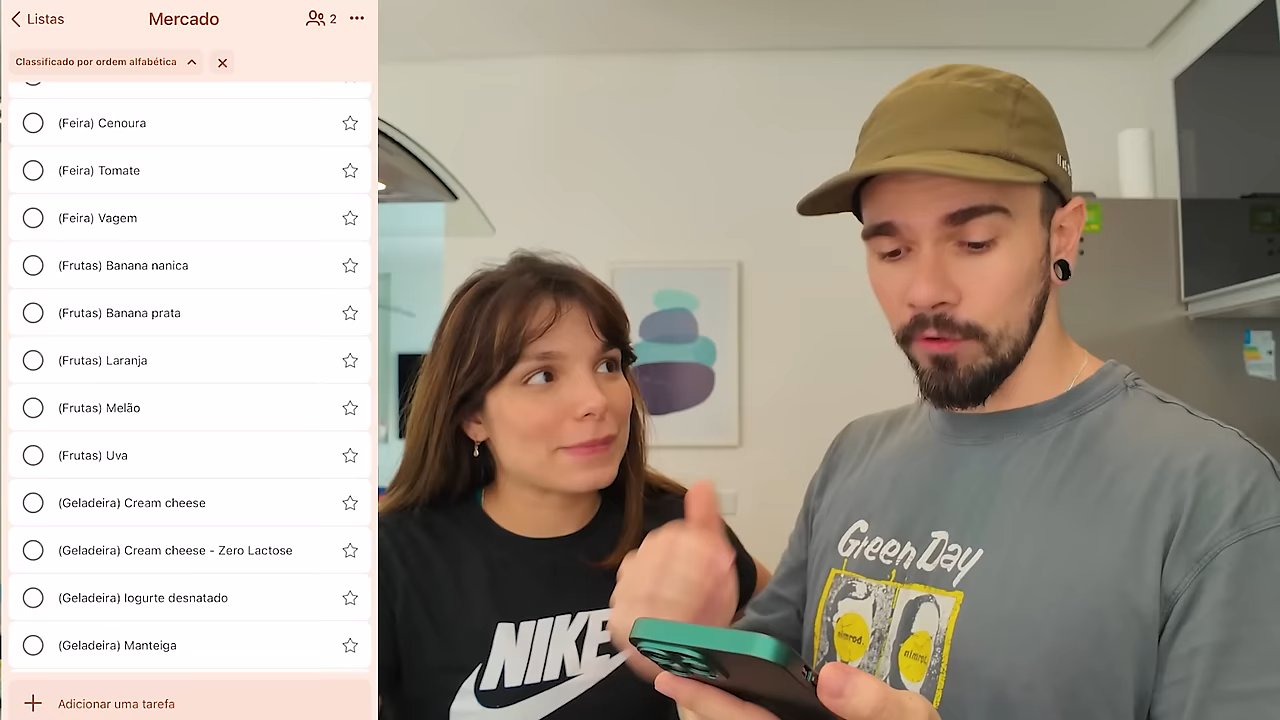 Listas
Mercado
2
Classificado por ordem alfabética
(Feira) Cenoura
(Feira) Tomate
(Feira) Vagem
(Frutas) Banana nanica
(Frutas) Banana prata
(Frutas) Laranja
(Frutas) Melão
(Frutas) Uva
(Geladeira) Cream cheese
(Geladeira) Cream cheese - Zero Lactose
(Geladeira) Iogurte desnatado
(Geladeira) Manteiga
Adicionar uma tarefa
NIKE
Green Day
nimrod.
nimrod.